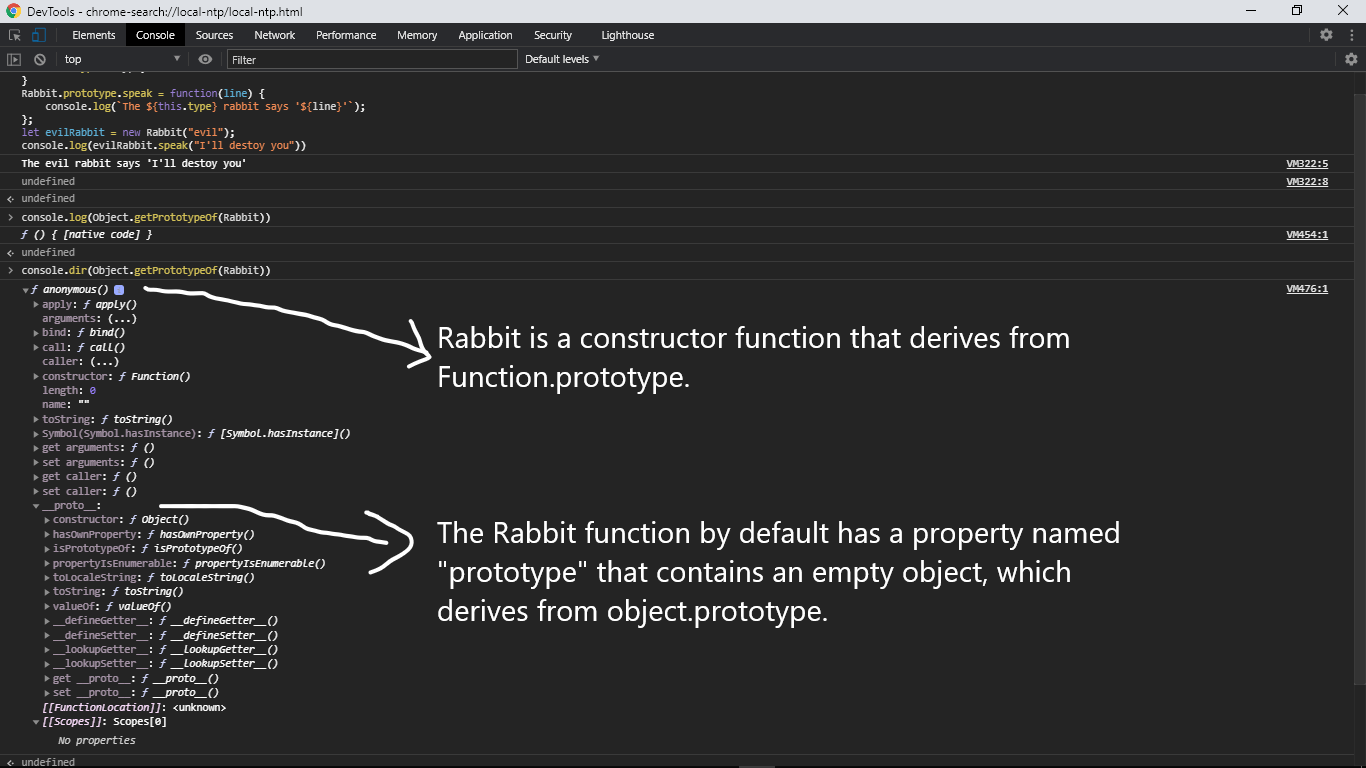 DevTools - chrome-search://local-ntp/local-ntp.html
Elements Console Sources Network Performance Memory Application Security Lighthouse
top Filter Default levels
}
Rabbit.prototype.speak = function(line) {
console.log(`The ${this.type} rabbit says '${line}'`);
};
let evilRabbit = new Rabbit("evil");
console.log(evilRabbit.speak("I'll destoy you"))
The evil rabbit says 'I'll destoy you' VM322:5
undefined VM322:8
undefined
console.log(Object.getPrototypeOf(Rabbit))
ƒ () { [native code] } VM454:1
undefined
console.dir(Object.getPrototypeOf(Rabbit))
ƒ anonymous() VM476:1
apply: ƒ apply()
arguments: (...)
bind: ƒ bind()
call: ƒ call()
caller: (...)
constructor: ƒ Function()
length: 0
name: ""
toString: ƒ toString()
Symbol(Symbol.hasInstance): ƒ [Symbol.hasInstance]()
get arguments: ƒ ()
set arguments: ƒ ()
get caller: ƒ ()
set caller: ƒ ()
__proto__:
constructor: ƒ Object()
hasOwnProperty: ƒ hasOwnProperty()
isPrototypeOf: ƒ isPrototypeOf()
propertyIsEnumerable: ƒ propertyIsEnumerable()
toLocaleString: ƒ toLocaleString()
toString: ƒ toString()
valueOf: ƒ valueOf()
__defineGetter__: ƒ __defineGetter__()
__defineSetter__: ƒ __defineSetter__()
__lookupGetter__: ƒ __lookupGetter__()
__lookupSetter__: ƒ __lookupSetter__()
get __proto__: ƒ __proto__()
set __proto__: ƒ __proto__()
[[FunctionLocation]]: <unknown>
[[Scopes]]: Scopes[0]
No properties
undefined
Rabbit is a constructor function that derives from
Function.prototype.
The Rabbit function by default has a property named
"prototype" that contains an empty object, which
derives from object.prototype.